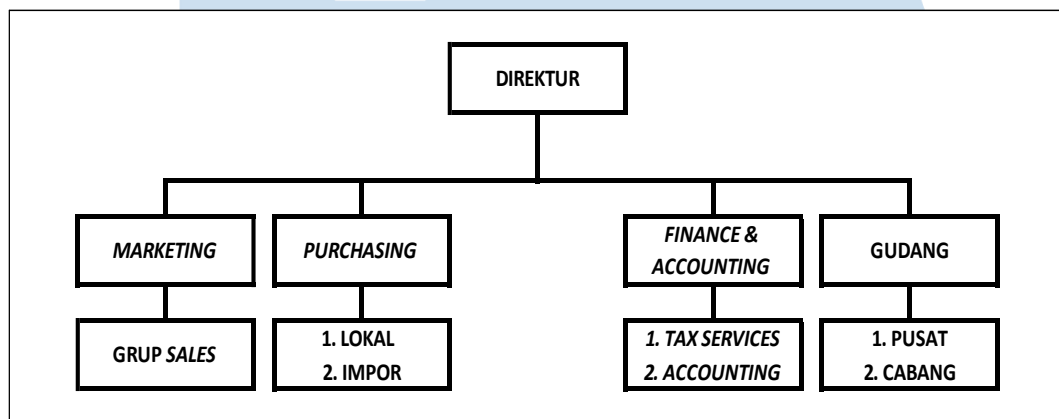 DIREKTUR
MARKETING
PURCHASING
FINANCE &
ACCOUNTING
GUDANG
GRUP SALES
1. LOKAL
2. IMPOR
1. TAX SERVICES
2. ACCOUNTING
1. PUSAT
2. CABANG